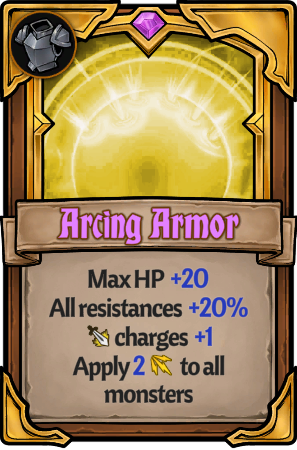 Arcing Armor
Max HP +20
All resistances +20%
charges +1
Apply 2 to all
monsters